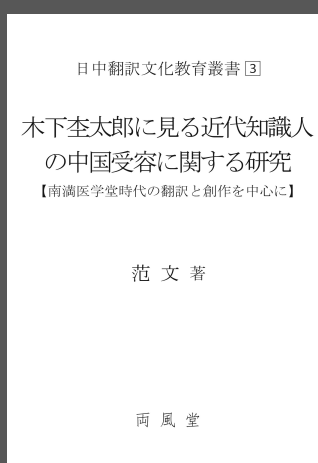 日中翻訳文化教育叢書 3
木下杢太郎に見る近代知識人
の中国受容に関する研究
【南満医学堂時代の翻訳と創作を中心に】
范 文 著
両 風 堂